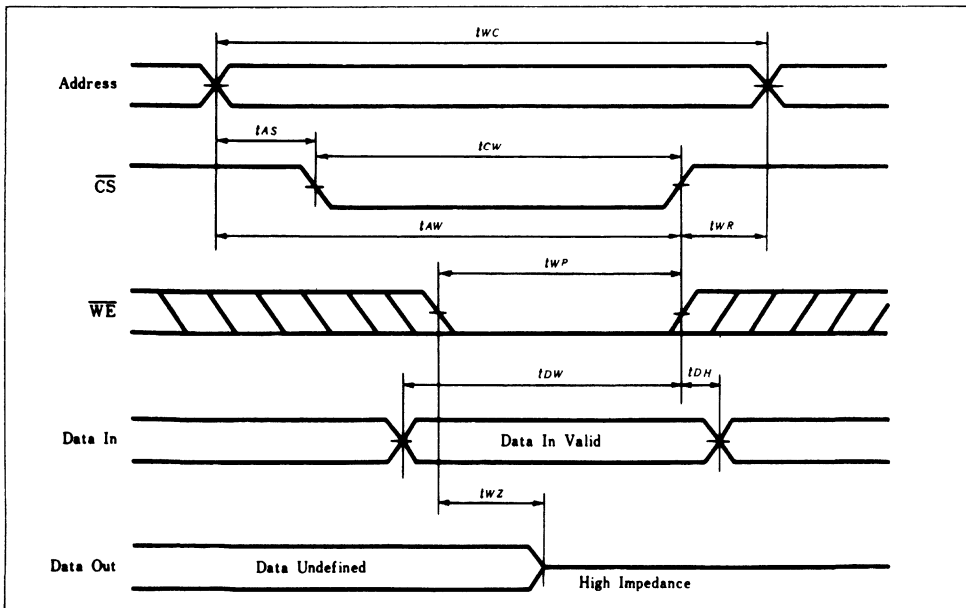 tWC
Address
tAS
tCW
CS
tAW
tWR
tWP
WE
tDW
tDH
Data In
Data In Valid
tWZ
Data Out
Data Undefined
High Impedance